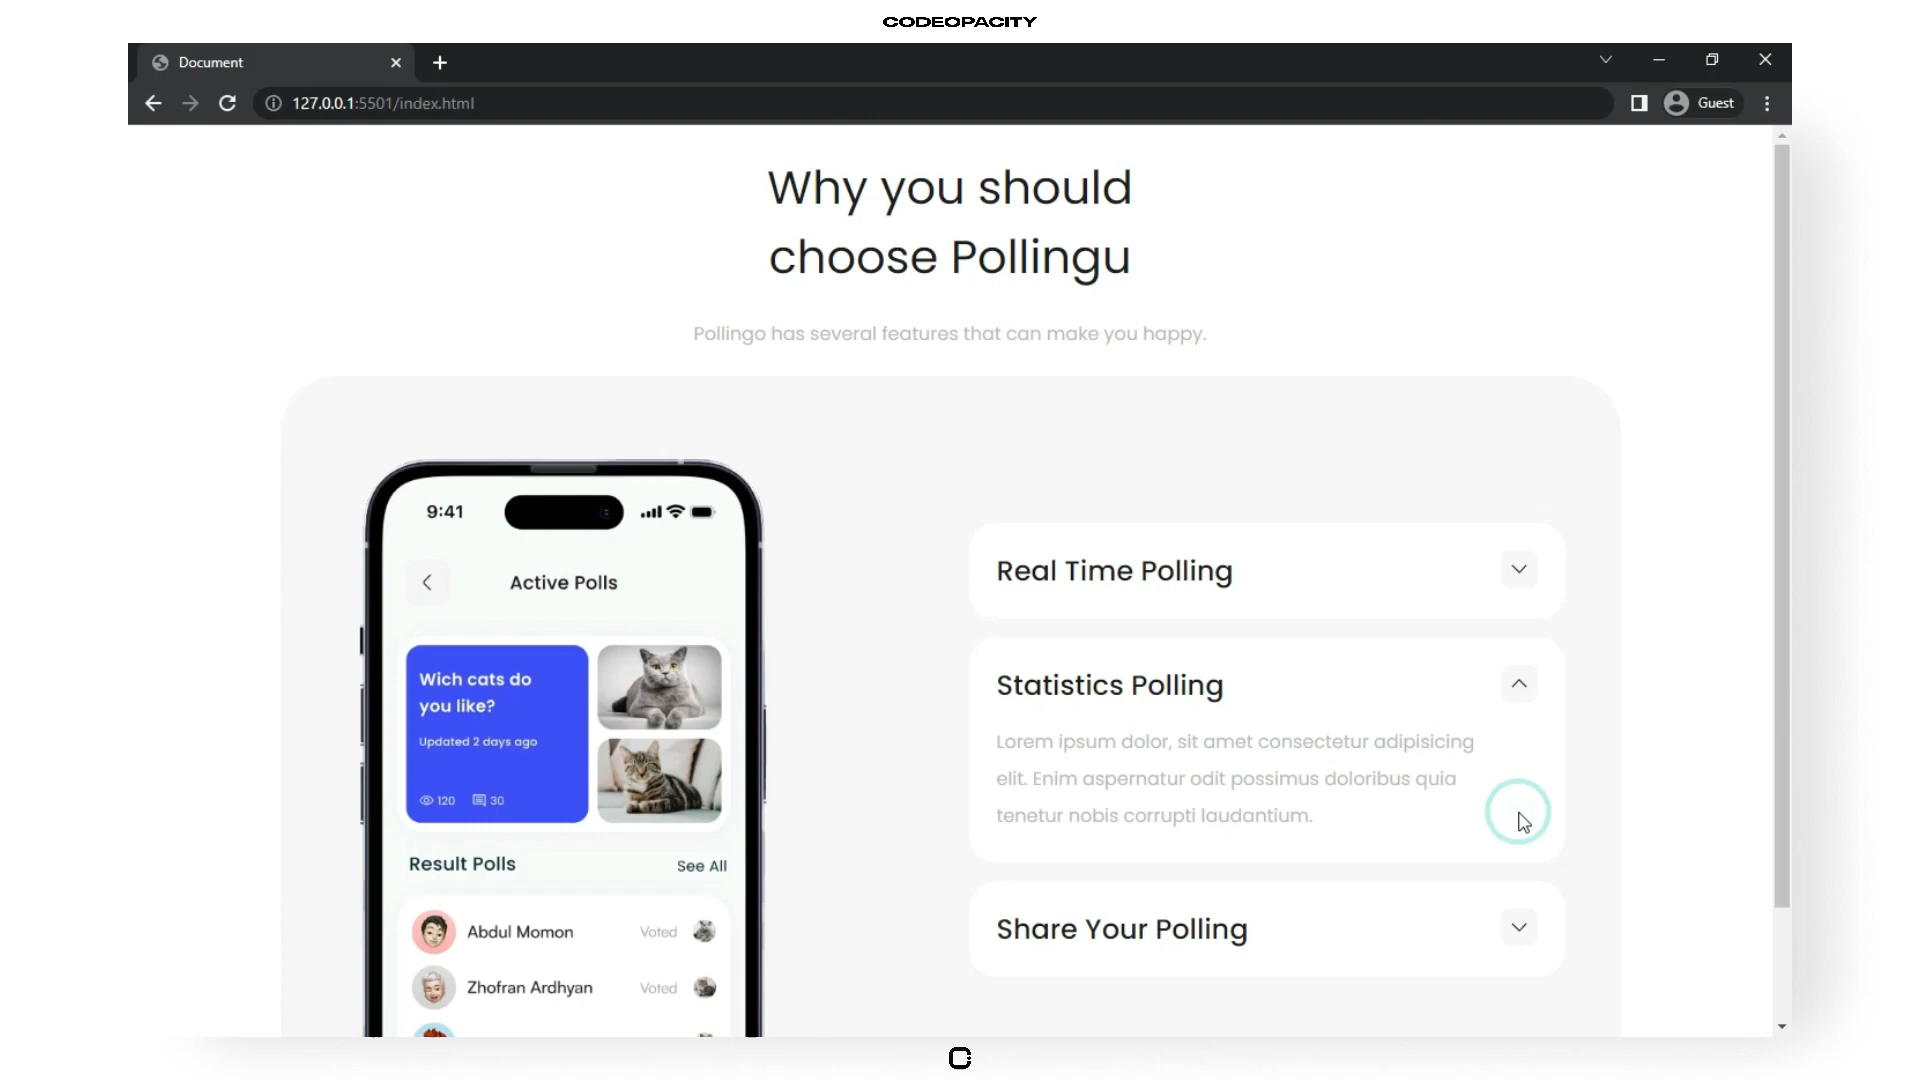 CODEOPACITY
Document
127.0.0.1:5501/index.html
Guest
Why you should
choose Pollingu
Pollingo has several features that can make you happy.
9:41
Active Polls
Wich cats do
you like?
Updated 2 days ago
120 30
Result Polls See All
Abdul Momon Voted
Zhofran Ardhyan Voted
Real Time Polling
Statistics Polling
Lorem ipsum dolor, sit amet consectetur adipisicing
elit. Enim aspernatur odit possimus doloribus quia
tenetur nobis corrupti laudantium.
Share Your Polling